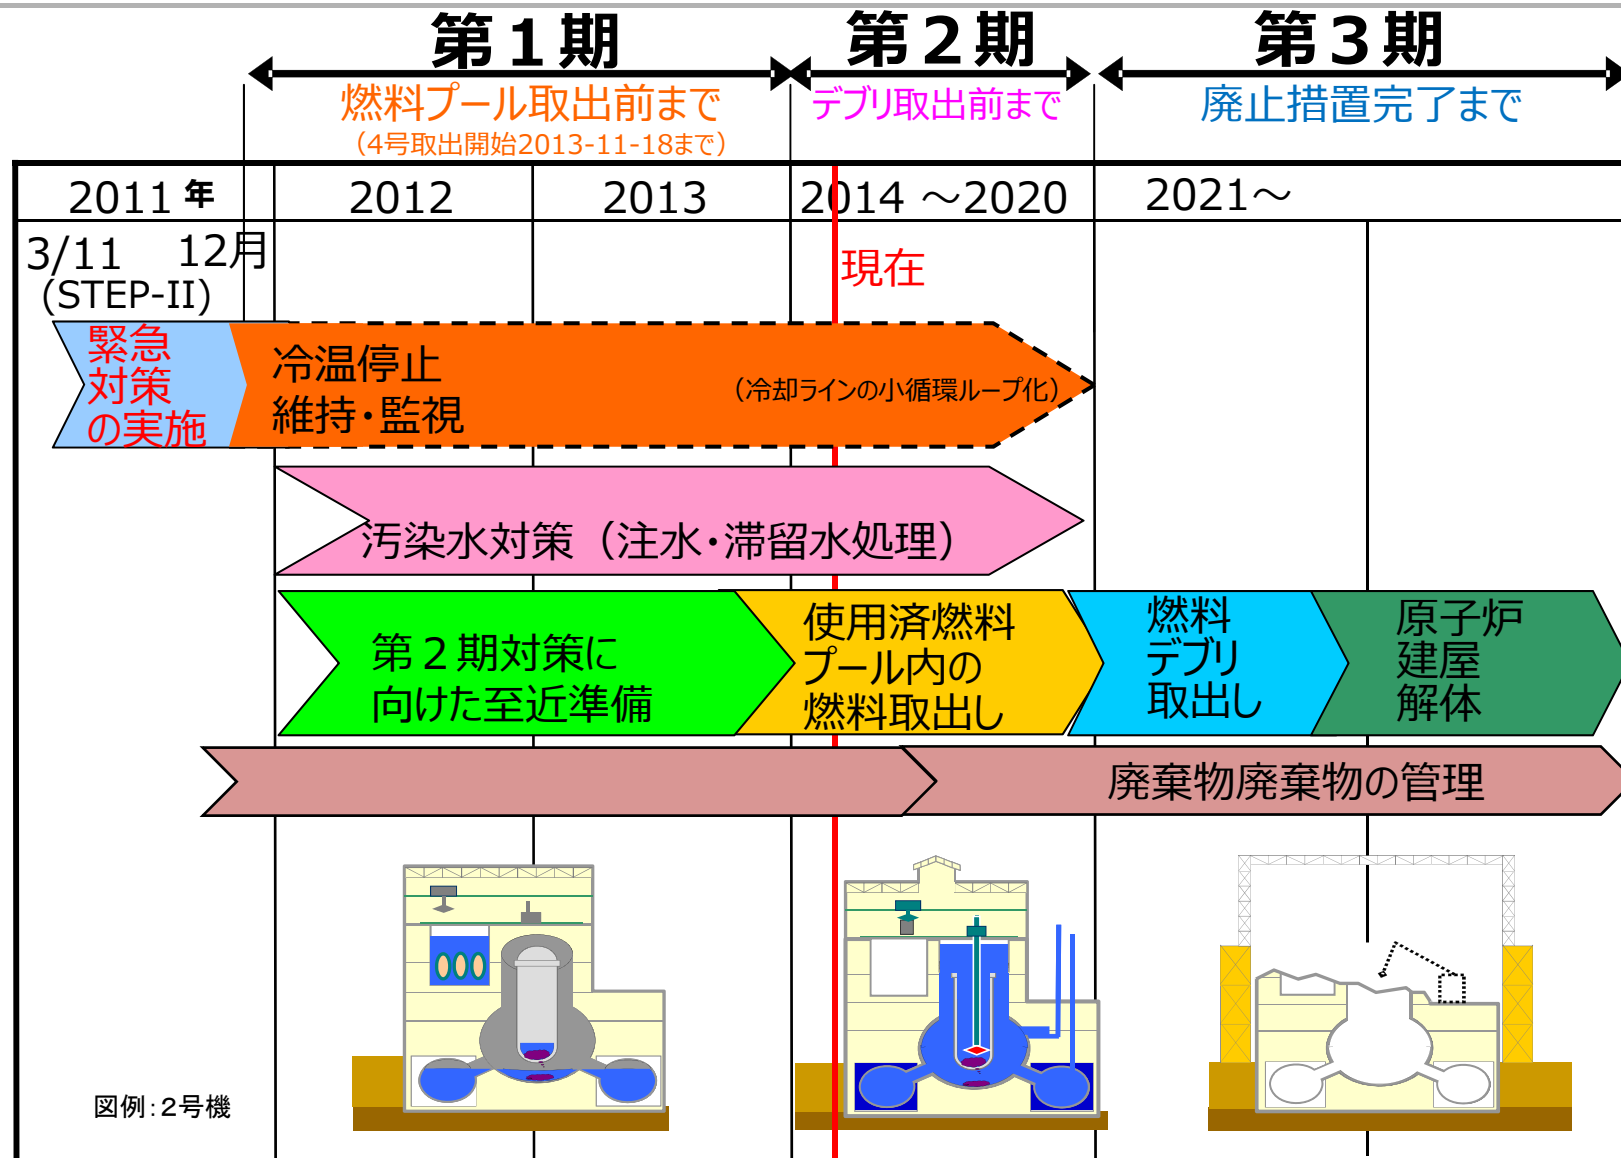 第１期
第２期
第３期
燃料プール取出前まで
（4号取出開始2013-11-18まで）
デブリ取出前まで
廃止措置完了まで
2011 年
2012
2013
2014 ～2020
2021～
3/11 12月
(STEP-II)
現在
緊急
対策
の実施
冷温停止
維持・監視
（冷却ラインの小循環ループ化）
汚染水対策（注水・滞留水処理）
第２期対策に
向けた至近準備
使用済燃料
プール内の
燃料取出し
燃料
デブリ
取出し
原子炉
建屋
解体
廃棄物廃棄物の管理
図例：2号機